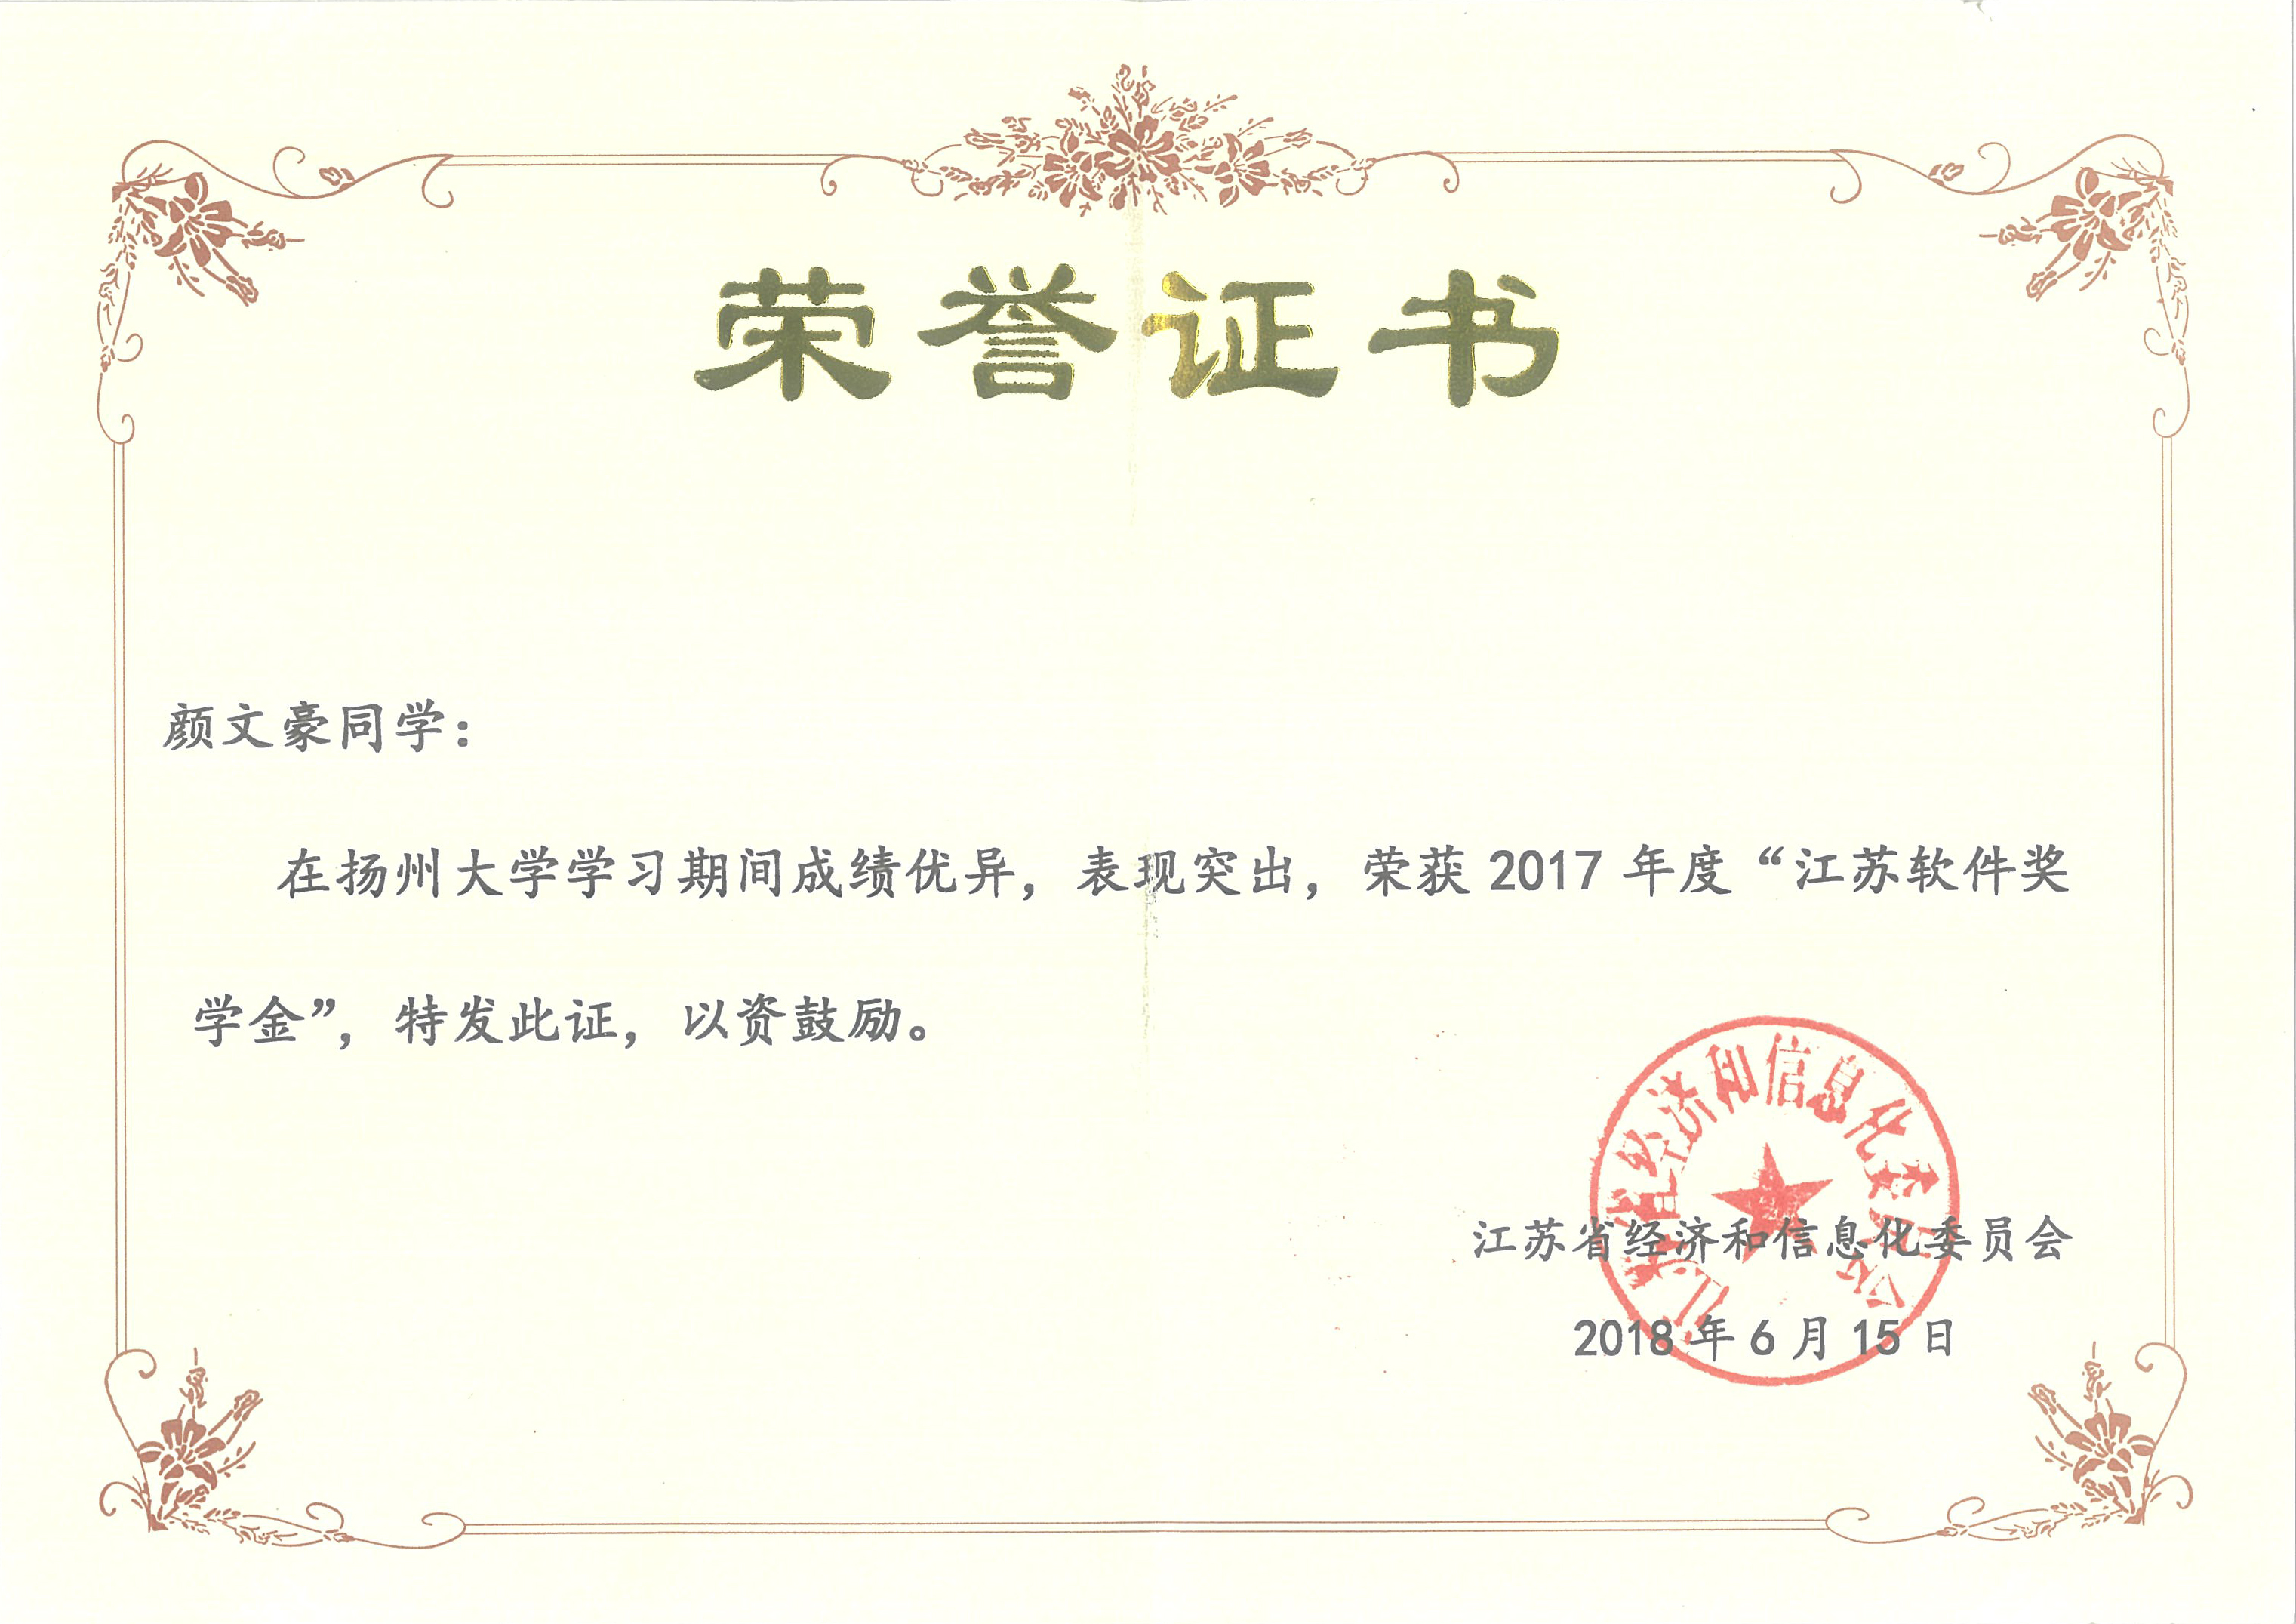 荣誉证书
颜文豪同学：
在扬州大学学习期间成绩优异，表现突出，荣获 2017 年度“江苏软件奖
学金”，特发此证，以资鼓励。
江苏省经济和信息化委员会
江苏省经济和信息化委员会
2018 年 6 月 15 日